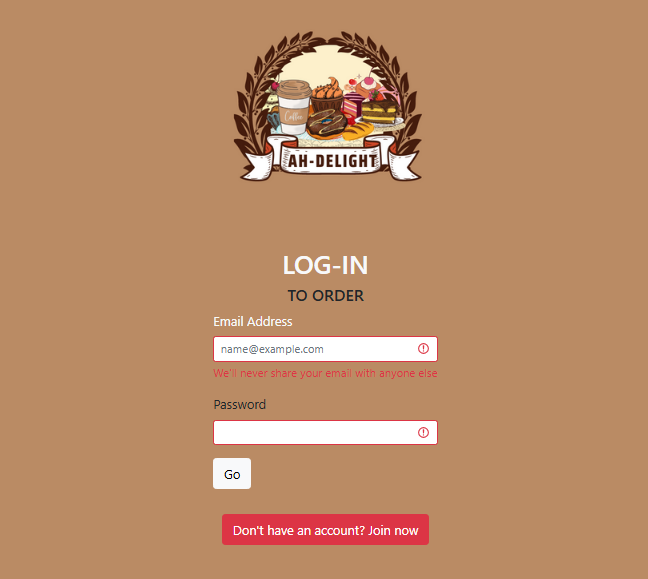 Coffee
AH-DELIGHT
LOG-IN
TO ORDER
Email Address
name@example.com
We'll never share your email with anyone else
Password
Go
Don't have an account? Join now